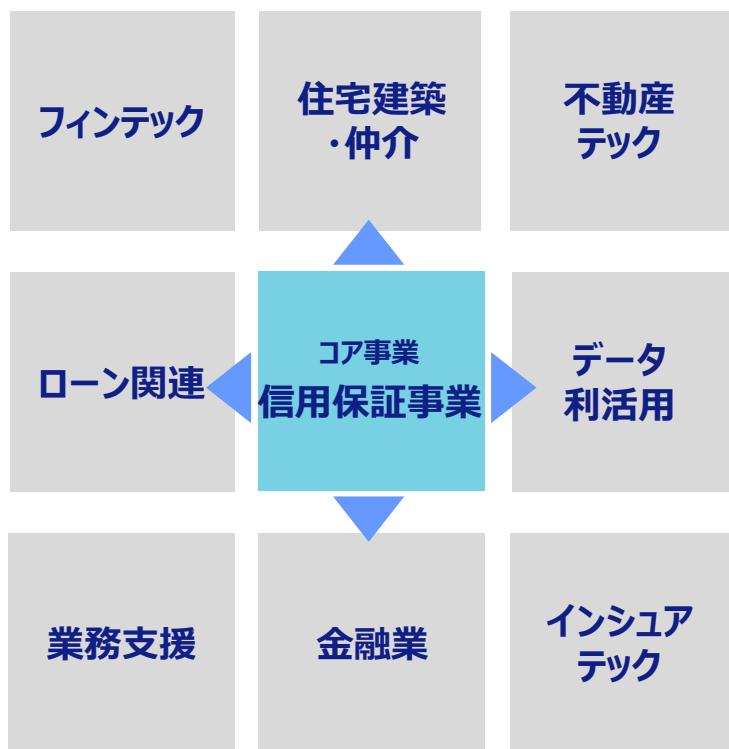 フィンテック
住宅建築
・仲介
不動産
テック
ローン関連
コア事業
信用保証事業
データ
利活用
業務支援
金融業
インシュア
テック